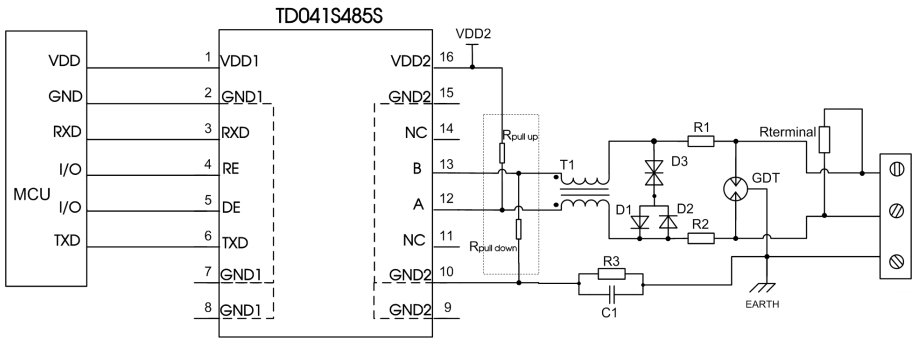 TD041S485S
VDD2
VDD 1 VDD1 VDD2 16
GND 2 GND1 GND2 15
RXD 3 RXD NC 14
Rpull up
R1
Rterminal
I/O 4 RE B 13
T1
D3
GDT
MCU
I/O 5 DE A 12
D1 D2
R2
TXD 6 TXD NC 11
Rpull down
7 GND1 GND2 10
R3
8 GND1 GND2 9
C1
EARTH